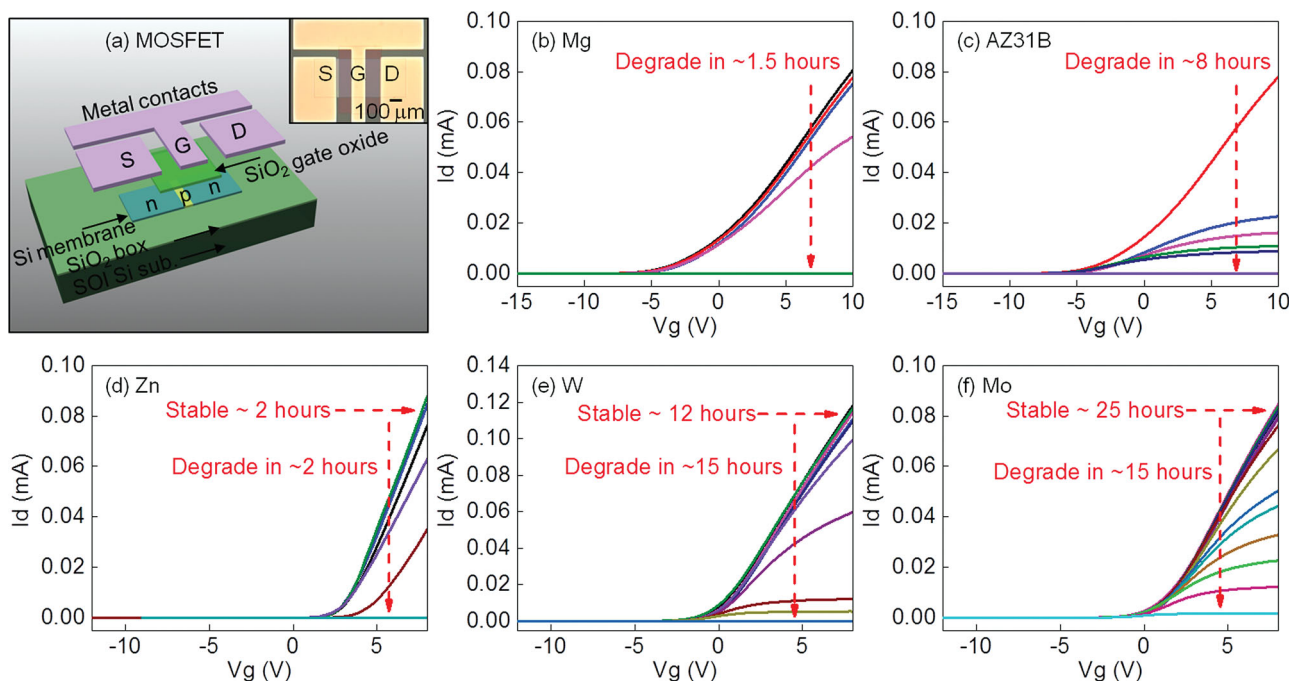 (a) MOSFET
S G D
100 µm
Metal contacts
S G D
SiO2 gate oxide
n p n
Si membrane
SiO2 box
SOI Si sub.
(b) Mg
Degrade in ~1.5 hours
0.10
0.08
0.06
0.04
0.02
0.00
Id (mA)
-15 -10 -5 0 5 10
Vg (V)
(c) AZ31B
Degrade in ~8 hours
0.10
0.08
0.06
0.04
0.02
0.00
Id (mA)
-15 -10 -5 0 5 10
Vg (V)
(d) Zn
Stable ~ 2 hours
Degrade in ~2 hours
0.10
0.08
0.06
0.04
0.02
0.00
Id (mA)
-10 -5 0 5
Vg (V)
(e) W
Stable ~ 12 hours
Degrade in ~15 hours
0.14
0.12
0.10
0.08
0.06
0.04
0.02
0.00
Id (mA)
-10 -5 0 5
Vg (V)
(f) Mo
Stable ~ 25 hours
Degrade in ~15 hours
0.10
0.08
0.06
0.04
0.02
0.00
Id (mA)
-10 -5 0 5
Vg (V)